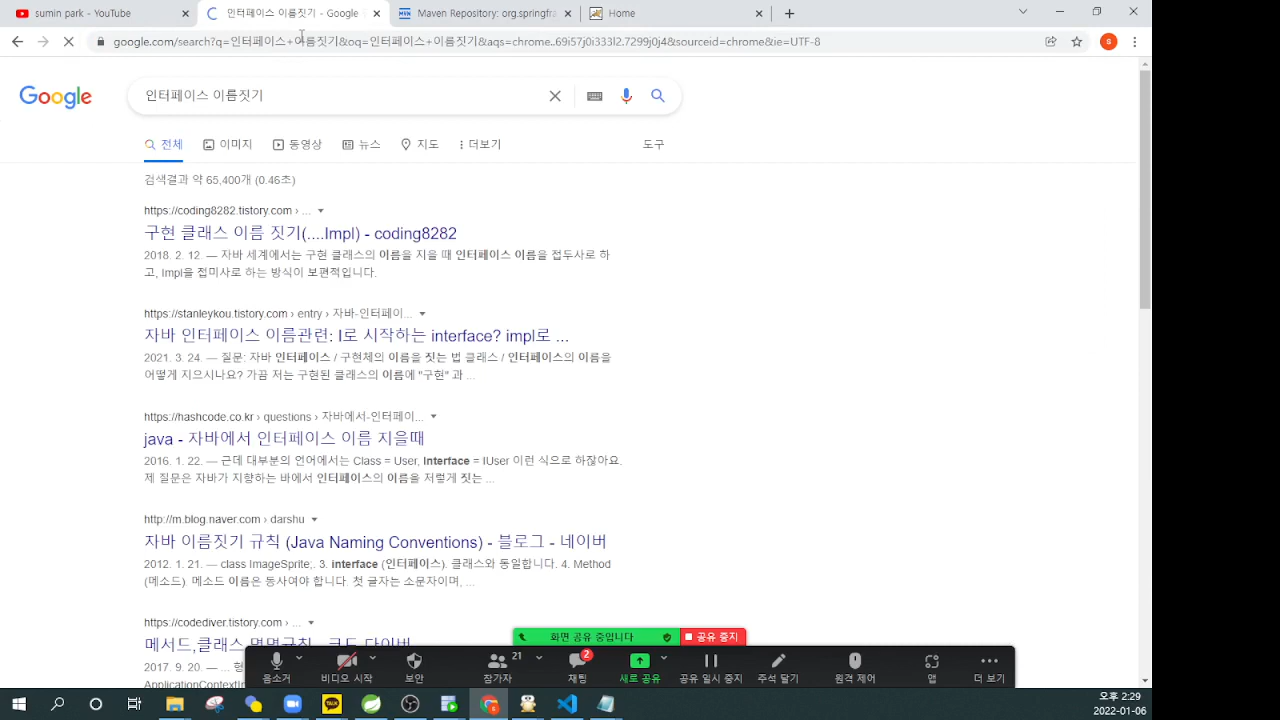 sumin park - YouTube
인터페이스 이름짓기 - Google
Maven Repository: org.springfra
Home
google.com/search?q=인터페이스+이름짓기&oq=인터페이스+이름짓기&aqs=chrome..69i57j0i333l2.7299j0j4&sourceid=chrome&ie=UTF-8
Google
인터페이스 이름짓기
전체
이미지
동영상
뉴스
지도
더보기
도구
검색결과 약 65,400개 (0.46초)
https://coding8282.tistory.com › ...
구현 클래스 이름 짓기(....Impl) - coding8282
2018. 2. 12. — 자바 세계에서는 구현 클래스의 이름을 지을 때 인터페이스 이름을 접두사로 하
고, Impl을 접미사로 하는 방식이 보편적입니다.
https://stanleykou.tistory.com › entry › 자바-인터페이...
자바 인터페이스 이름관련: I로 시작하는 interface? impl로 ...
2021. 3. 24. — 질문: 자바 인터페이스 / 구현체의 이름을 짓는 법 클래스 / 인터페이스의 이름을
어떻게 지으시나요? 가끔 저는 구현된 클래스의 이름에 "구현" 과 ...
https://hashcode.co.kr › questions › 자바에서-인터페이...
java - 자바에서 인터페이스 이름 지을때
2016. 1. 22. — 근데 대부분의 언어에서는 Class = User, Interface = IUser 이런 식으로 하잖아요.
제 질문은 자바가 지향하는 바에서 인터페이스의 이름을 저렇게 짓는 ...
http://m.blog.naver.com › darshu
자바 이름짓기 규칙 (Java Naming Conventions) - 블로그 - 네이버
2012. 1. 21. — class ImageSprite;. 3. interface (인터페이스). 클래스와 동일합니다. 4. Method
(메소드). 메소드 이름은 동사여야 합니다. 첫 글자는 소문자이며, ...
https://codediver.tistory.com › ...
메서드,클래스 명명규칙 - 코드 다이버
2017. 9. 20. — ... 형
화면 공유 중입니다
공유 중지
음소거
비디오 시작
보안
21
참가자
2
채팅
새로 공유
공유 일시 중지
주석 달기
원격 제어
앱
더 보기
TALK
오후 2:29
2022-01-06